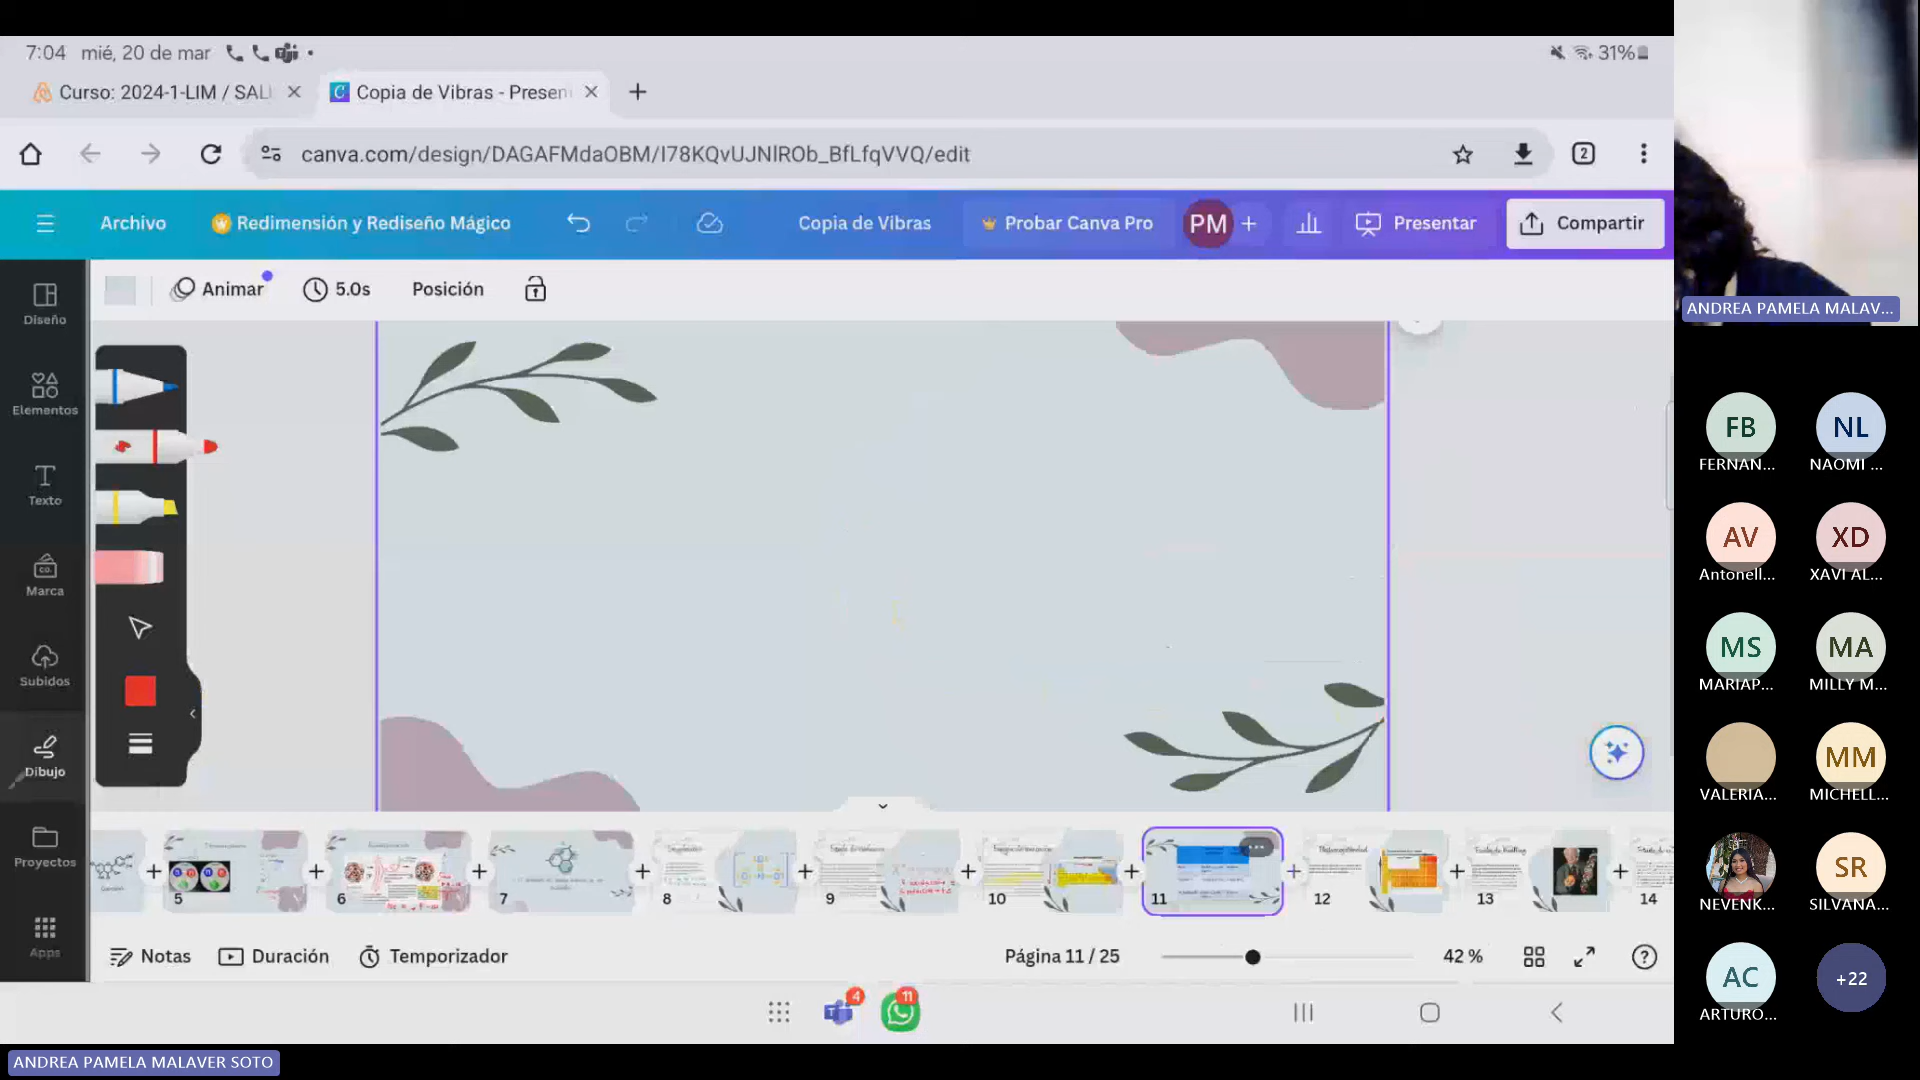 7:04 mié, 20 de mar
31%
Curso: 2024-1-LIM / SAL
Copia de Vibras - Presen
canva.com/design/DAGAFMdaOBM/I78KQvUJNlROb_BfLfqVVQ/edit
2
Archivo
Redimensión y Rediseño Mágico
Copia de Vibras
Probar Canva Pro
PM
Presentar
Compartir
Animar
5.0s
Posición
Diseño
Elementos
Texto
CO.
Marca
Subidos
Dibujo
Proyectos
Apps
5
6
7
8
9
10
11
12
13
14
Notas
Duración
Temporizador
Página 11 / 25
42 %
4
11
ANDREA PAMELA MALAVER SOTO
ANDREA PAMELA MALAV...
FB
NL
FERNAN...
NAOMI ...
AV
XD
Antonell...
XAVI AL...
MS
MA
MARIAP...
MILLY M...
MM
VALERIA...
MICHELL...
SR
NEVENK...
SILVANA...
AC
+22
ARTURO...